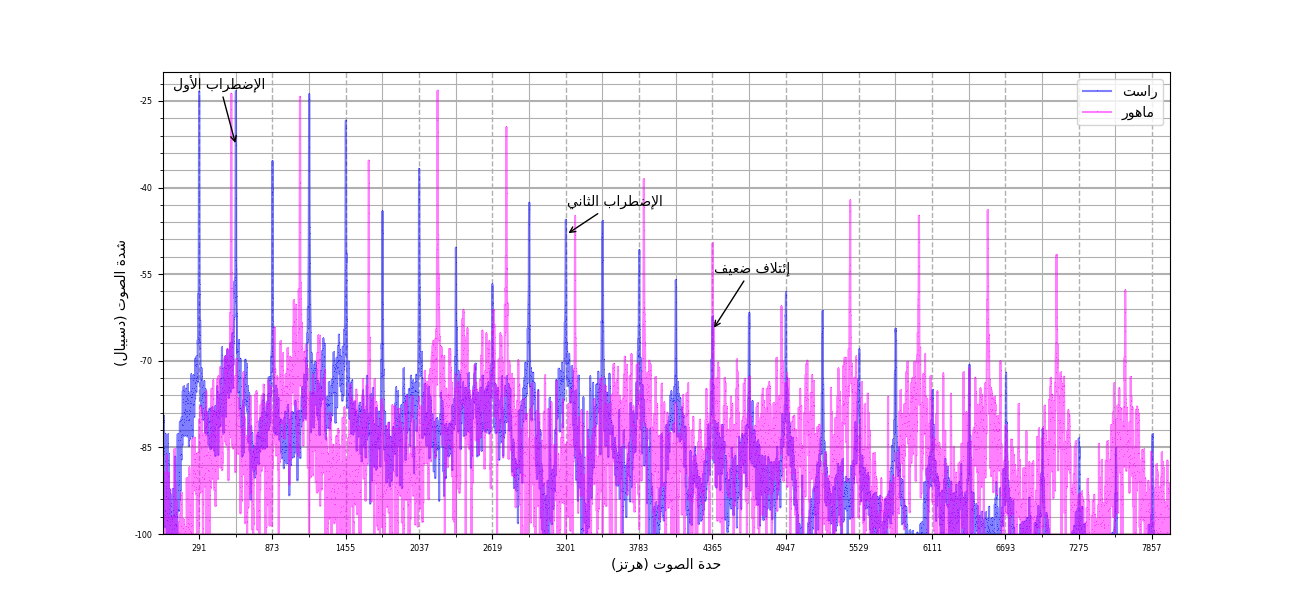 الإضطراب الأول
راست
ماهور
-25
-40
الإضطراب الثاني
-55
إئتلاف ضعيف
-70
-85
-100
شدة الصوت (دسيبال)
291 873 1455 2037 2619 3201 3783 4365 4947 5529 6111 6693 7275 7857
حدة الصوت (هرتز)